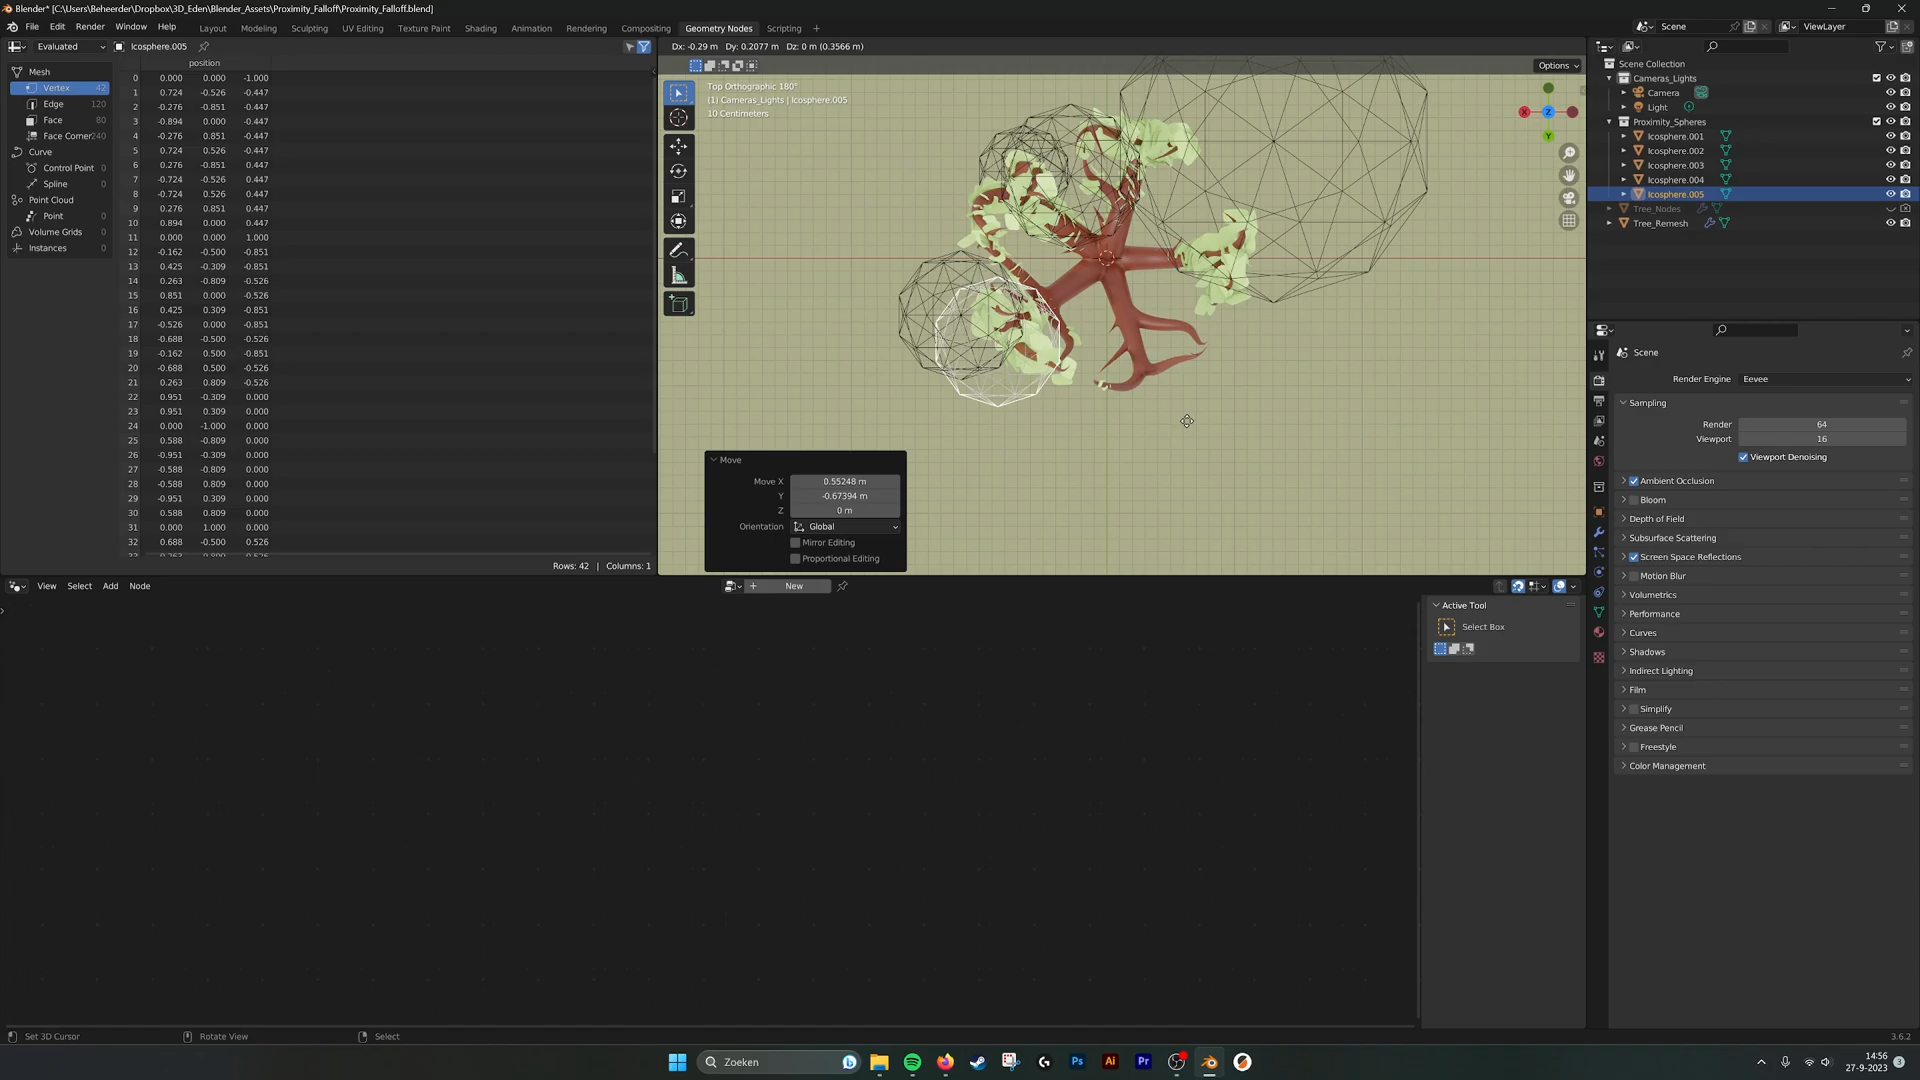 Blender* [C:\Users\Beheerder\Dropbox\3D_Eden\Blender_Assets\Proximity_Falloff\Proximity_Falloff.blend]
File Edit Render Window Help Layout Modeling Sculpting UV Editing Texture Paint Shading Animation Rendering Compositing Geometry Nodes Scripting + Scene ViewLayer
Evaluated Icosphere.005
Dx: -0.29 m Dy: 0.2077 m Dz: 0 m (0.3566 m)
Options
position
Mesh
Vertex 42
Edge 120
Face 80
Face Corner 240
Curve
Control Point 0
Spline 0
Point Cloud
Point 0
Volume Grids 0
Instances 0
0 0.000 0.000 -1.000
1 0.724 -0.526 -0.447
2 -0.276 -0.851 -0.447
3 -0.894 0.000 -0.447
4 -0.276 0.851 -0.447
5 0.724 0.526 -0.447
6 0.276 -0.851 0.447
7 -0.724 -0.526 0.447
8 -0.724 0.526 0.447
9 0.276 0.851 0.447
10 0.894 0.000 0.447
11 0.000 0.000 1.000
12 -0.162 -0.500 -0.851
13 0.425 -0.309 -0.851
14 0.263 -0.809 -0.526
15 0.851 0.000 -0.526
16 0.425 0.309 -0.851
17 -0.526 0.000 -0.851
18 -0.688 -0.500 -0.526
19 -0.162 0.500 -0.851
20 -0.688 0.500 -0.526
21 0.263 0.809 -0.526
22 0.951 -0.309 0.000
23 0.951 0.309 0.000
24 0.000 -1.000 0.000
25 0.588 -0.809 0.000
26 -0.951 -0.309 0.000
27 -0.588 -0.809 0.000
28 -0.588 0.809 0.000
29 -0.951 0.309 0.000
30 0.588 0.809 0.000
31 0.000 1.000 0.000
32 0.688 -0.500 0.526
Rows: 42 | Columns: 1
Top Orthographic 180°
(1) Cameras_Lights | Icosphere.005
10 Centimeters
X
Z
Y
Move
Move X 0.55248 m
Y -0.67394 m
Z 0 m
Orientation Global
Mirror Editing
Proportional Editing
Scene Collection
Cameras_Lights
Camera
Light
Proximity_Spheres
Icosphere.001
Icosphere.002
Icosphere.003
Icosphere.004
Icosphere.005
Tree_Nodes
Tree_Remesh
Scene
Render Engine Eevee
Sampling
Render 64
Viewport 16
Viewport Denoising
Ambient Occlusion
Bloom
Depth of Field
Subsurface Scattering
Screen Space Reflections
Motion Blur
Volumetrics
Performance
Curves
Shadows
Indirect Lighting
Film
Simplify
Grease Pencil
Freestyle
Color Management
View Select Add Node + New
Active Tool
Select Box
Set 3D Cursor Rotate View Select
3.6.2
Zoeken
Ps Ai Pr
14:56
27-9-2023
3